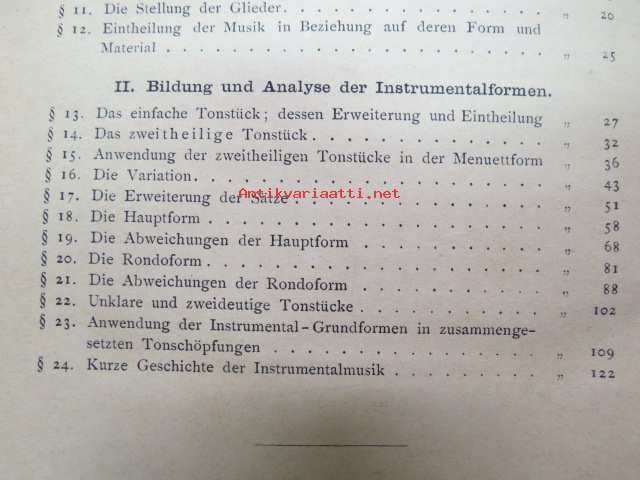 § 11. Die Stellung der Glieder. . . . . . . . . . . . . . . „ 20
§ 12. Eintheilung der Musik in Beziehung auf deren Form und
Material . . . . . . . . . . . . . . . . . . . . „ 25
II. Bildung und Analyse der Instrumentalformen.
§ 13. Das einfache Tonstück; dessen Erweiterung und Eintheilung „ 27
§ 14. Das zweitheilige Tonstück . . . . . . . . . . . . „ 32
§ 15. Anwendung der zweitheiligen Tonstücke in der Menuettform „ 36
§ 16. Die Variation. . . . . . . . . . . . . . . . . . „ 43
Antikvariaatti.net
§ 17. Die Erweiterung der Sätze . . . . . . . . . . . . „ 51
§ 18. Die Hauptform . . . . . . . . . . . . . . . . . „ 58
§ 19. Die Abweichungen der Hauptform . . . . . . . . . „ 68
§ 20. Die Rondoform . . . . . . . . . . . . . . . . . „ 81
§ 21. Die Abweichungen der Rondoform . . . . . . . . . „ 88
§ 22. Unklare und zweideutige Tonstücke . . . . . . . . . „ 102
§ 23. Anwendung der Instrumental-Grundformen in zusammenge-
setzten Tonschöpfungen . . . . . . . . . . . . . „ 109
§ 24. Kurze Geschichte der Instrumentalmusik . . . . . . . „ 122